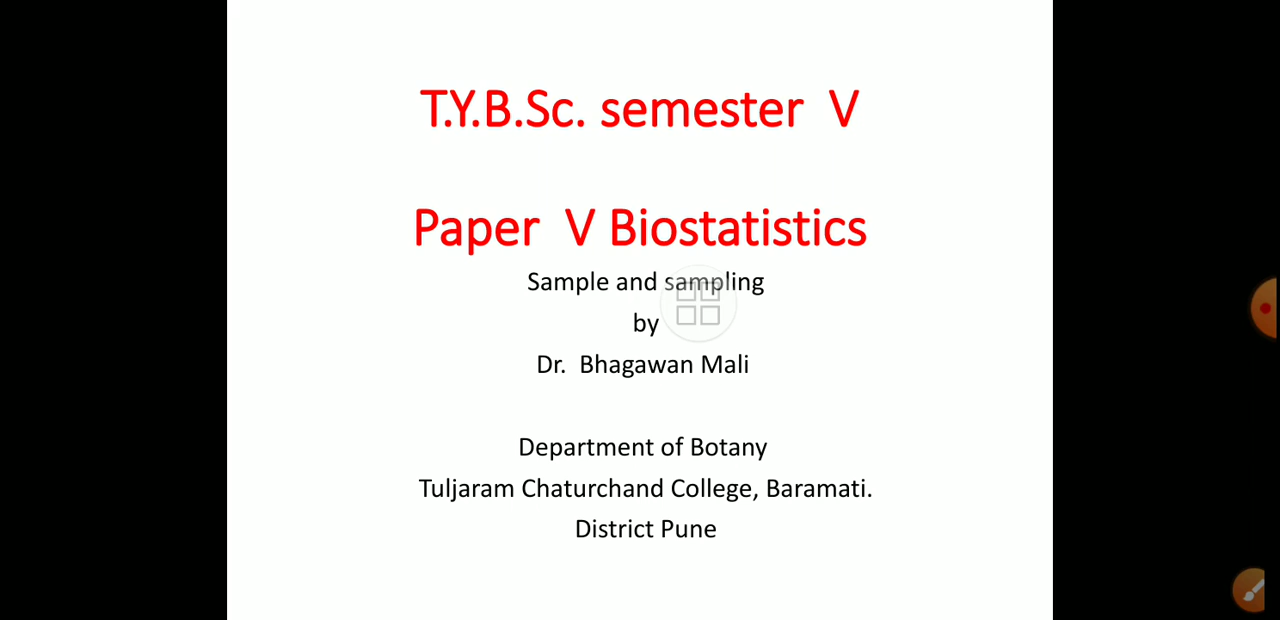 T.Y.B.Sc. semester V
Paper V Biostatistics
Sample and sampling
by
Dr. Bhagawan Mali
Department of Botany
Tuljaram Chaturchand College, Baramati.
District Pune